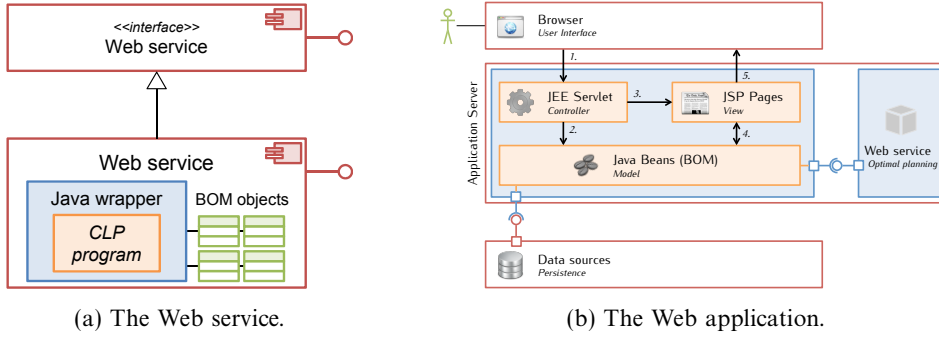 <<interface>>
Web service
Web service
Java wrapper
BOM objects
CLP
program
(a) The Web service.
Browser
User Interface
1.
5.
Application Server
JEE Servlet
Controller
3.
JSP Pages
View
2.
4.
Java Beans (BOM)
Model
Web service
Optimal planning
Data sources
Persistence
(b) The Web application.